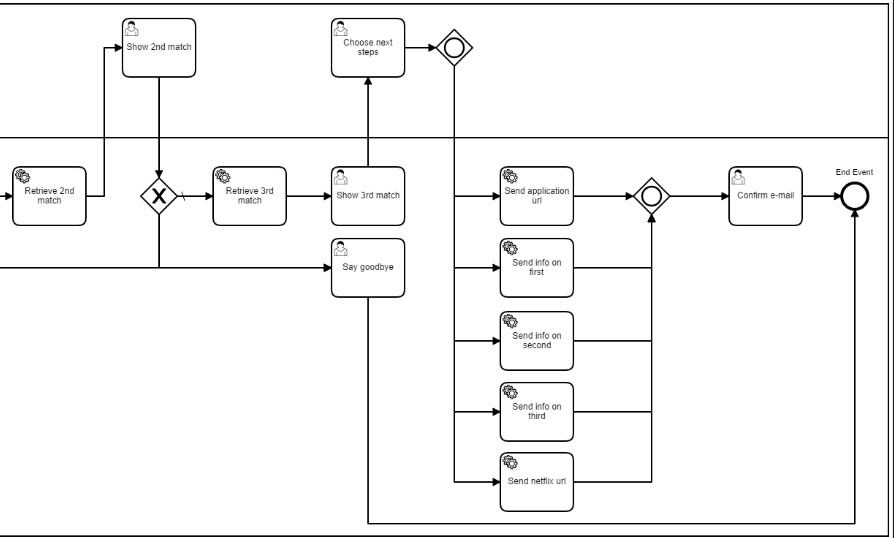 Show 2nd match
Choose next
steps
Retrieve 2nd
match
X
Retrieve 3rd
match
Show 3rd match
Send application
url
Confirm e-mail
End Event
Say goodbye
Send info on
first
Send info on
second
Send info on
third
Send netflix url